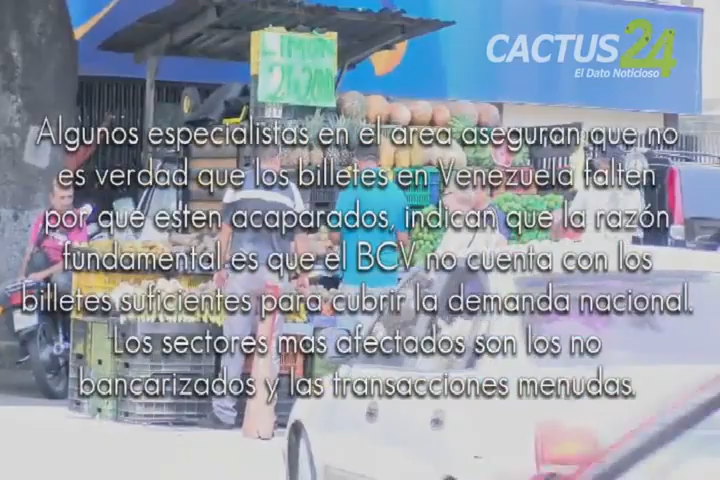 CACTUS24
El Dato Noticioso
LIMON
Algunos especialistas en el area aseguran que no
es verdad que los billetes en Venezuela falten
por que esten acaparados, indican que la razón
fundamental es que el BCV no cuenta con los
billetes suficientes para cubrir la demanda nacional.
Los sectores mas afectados son los no
bancarizados y las transacciones menudas.